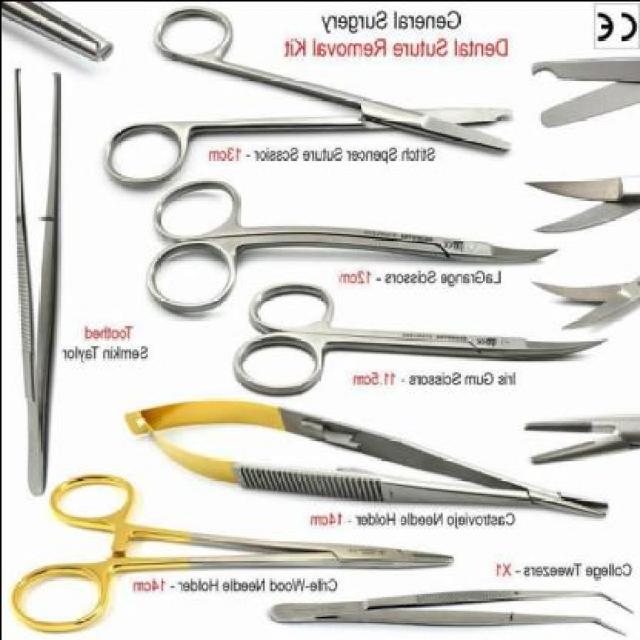 General Surgery
Dental Suture Removal Kit
CE
Stitch Spencer Suture Scssior - 13cm
LaGrange Scissors - 12cm
Toothed
Semkin Taylor
Iris Gum Scissors - 11.5cm
Castroviejo Needle Holder - 14cm
College Tweezers - X1
Crile-Wood Needle Holder - 14cm